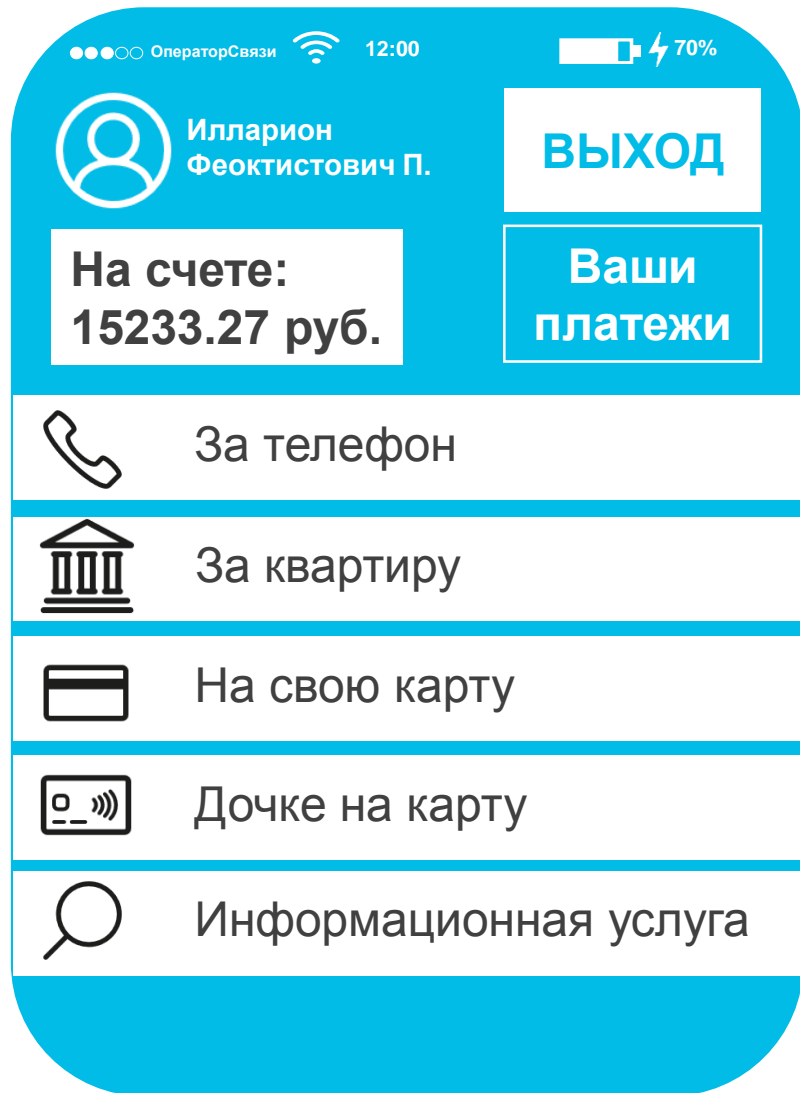 ОператорСвязи 12:00 70%
Илларион
Феоктистович П.
ВЫХОД
На счете:
15233.27 руб.
Ваши
платежи
За телефон
За квартиру
На свою карту
Дочке на карту
Информационная услуга